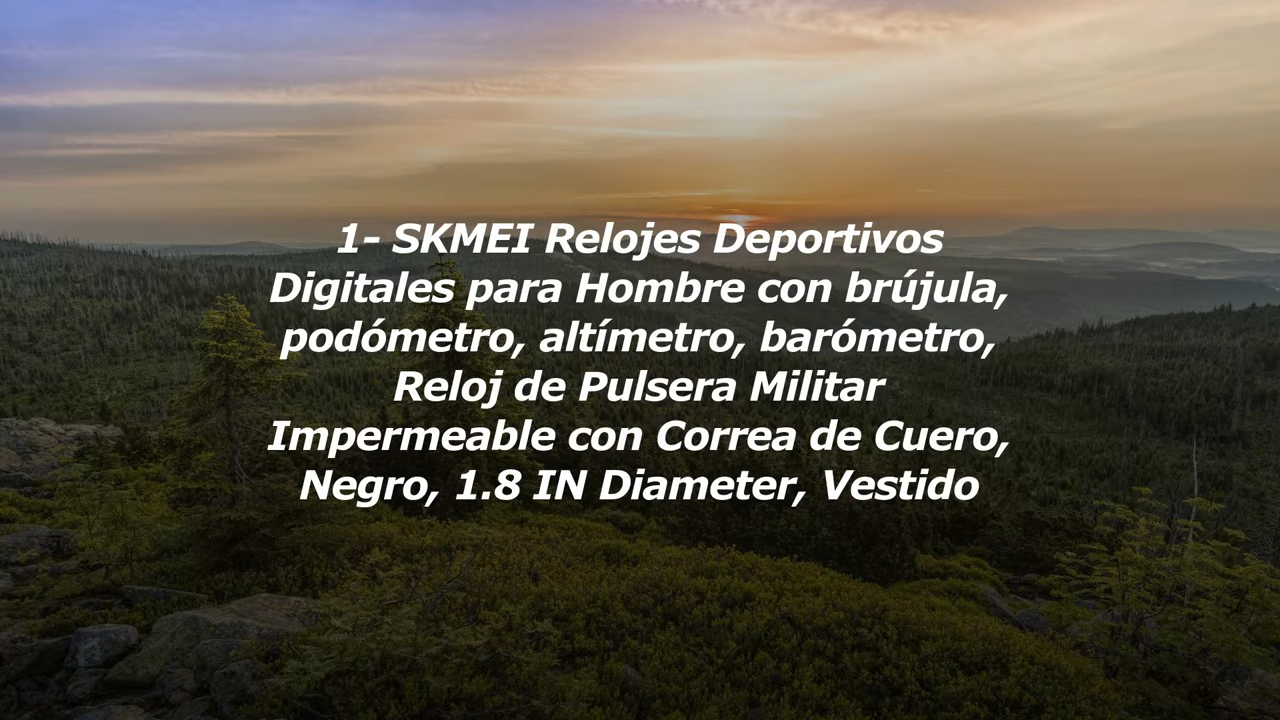 1- SKMEI Relojes Deportivos
Digitales para Hombre con brújula,
podómetro, altímetro, barómetro,
Reloj de Pulsera Militar
Impermeable con Correa de Cuero,
Negro, 1.8 IN Diameter, Vestido